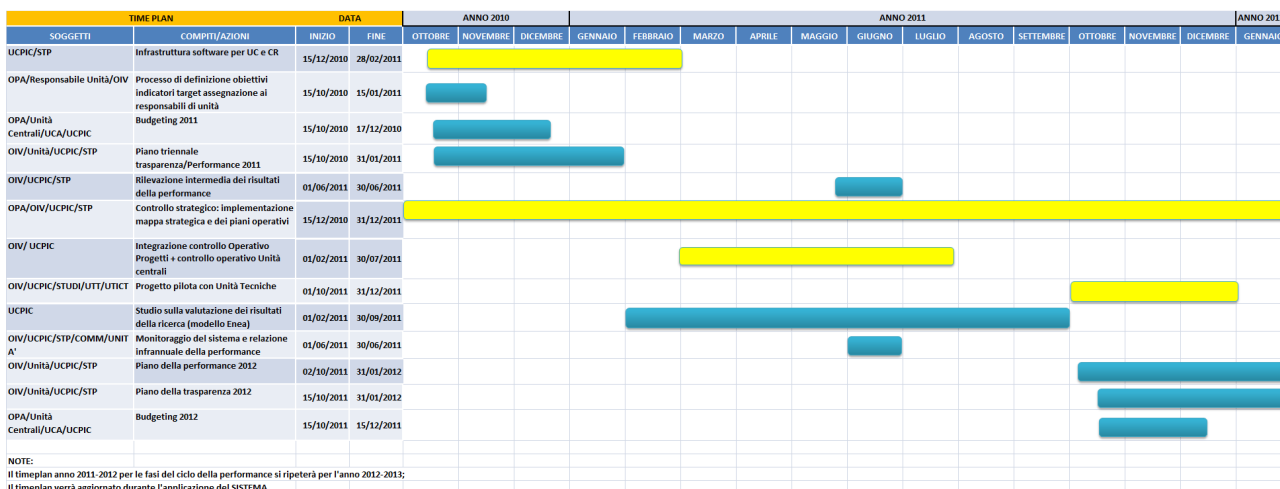 TIME PLAN DATA ANNO 2010 ANNO 2011 ANNO 201
SOGGETTI COMPITI/AZIONI INIZIO FINE OTTOBRE NOVEMBRE DICEMBRE GENNAIO FEBBRAIO MARZO APRILE MAGGIO GIUGNO LUGLIO AGOSTO SETTEMBRE OTTOBRE NOVEMBRE DICEMBRE GENNAIO
UCPIC/STP Infrastruttura software per UC e CR 15/12/2010 28/02/2011
OPA/Responsabile Unità/OIV Processo di definizione obiettivi
indicatori target assegnazione ai
responsabili di unità
15/10/2010 15/01/2011
OPA/Unità
Centrali/UCA/UCPIC
Budgeting 2011
15/10/2010 17/12/2010
OIV/Unità/UCPIC/STP Piano triennale
trasparenza/Performance 2011
15/10/2010 31/01/2011
OIV/UCPIC/STP Rilevazione intermedia dei risultati
della performance
01/06/2011 30/06/2011
OPA/OIV/UCPIC/STP Controllo strategico: implementazione
mappa strategica e dei piani operativi
15/12/2010 31/12/2011
OIV/ UCPIC Integrazione controllo Operativo
Progetti + controllo operativo Unità
centrali
01/02/2011 30/07/2011
OIV/UCPIC/STUDI/UTT/UTICT Progetto pilota con Unità Tecniche
01/10/2011 31/12/2011
UCPIC Studio sulla valutazione dei risultati
della ricerca (modello Enea)
01/02/2011 30/09/2011
OIV/UCPIC/STP/COMM/UNIT
A'
Monitoraggio del sistema e relazione
infrannuale della performance
01/06/2011 30/06/2011
OIV/Unità/UCPIC/STP Piano della performance 2012
02/10/2011 31/01/2012
OIV/Unità/UCPIC/STP Piano della trasparenza 2012
15/10/2011 31/01/2012
OPA/Unità
Centrali/UCA/UCPIC
Budgeting 2012
15/10/2011 15/12/2011
NOTE:
Il timeplan anno 2011-2012 per le fasi del ciclo della performance si ripeterà per l'anno 2012-2013;
Il timeplan verrà aggiornato durante l'applicazione del SISTEMA